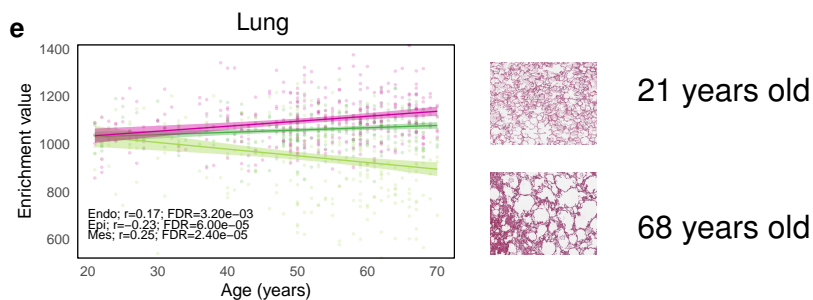 e
Lung
1400
1200
1000
800
600
Enrichment value
Endo; r=0.17; FDR=3.20e−03
Epi; r=−0.23; FDR=6.00e−05
Mes; r=0.25; FDR=2.40e−05
20 30 40 50 60 70
Age (years)
21 years old
68 years old